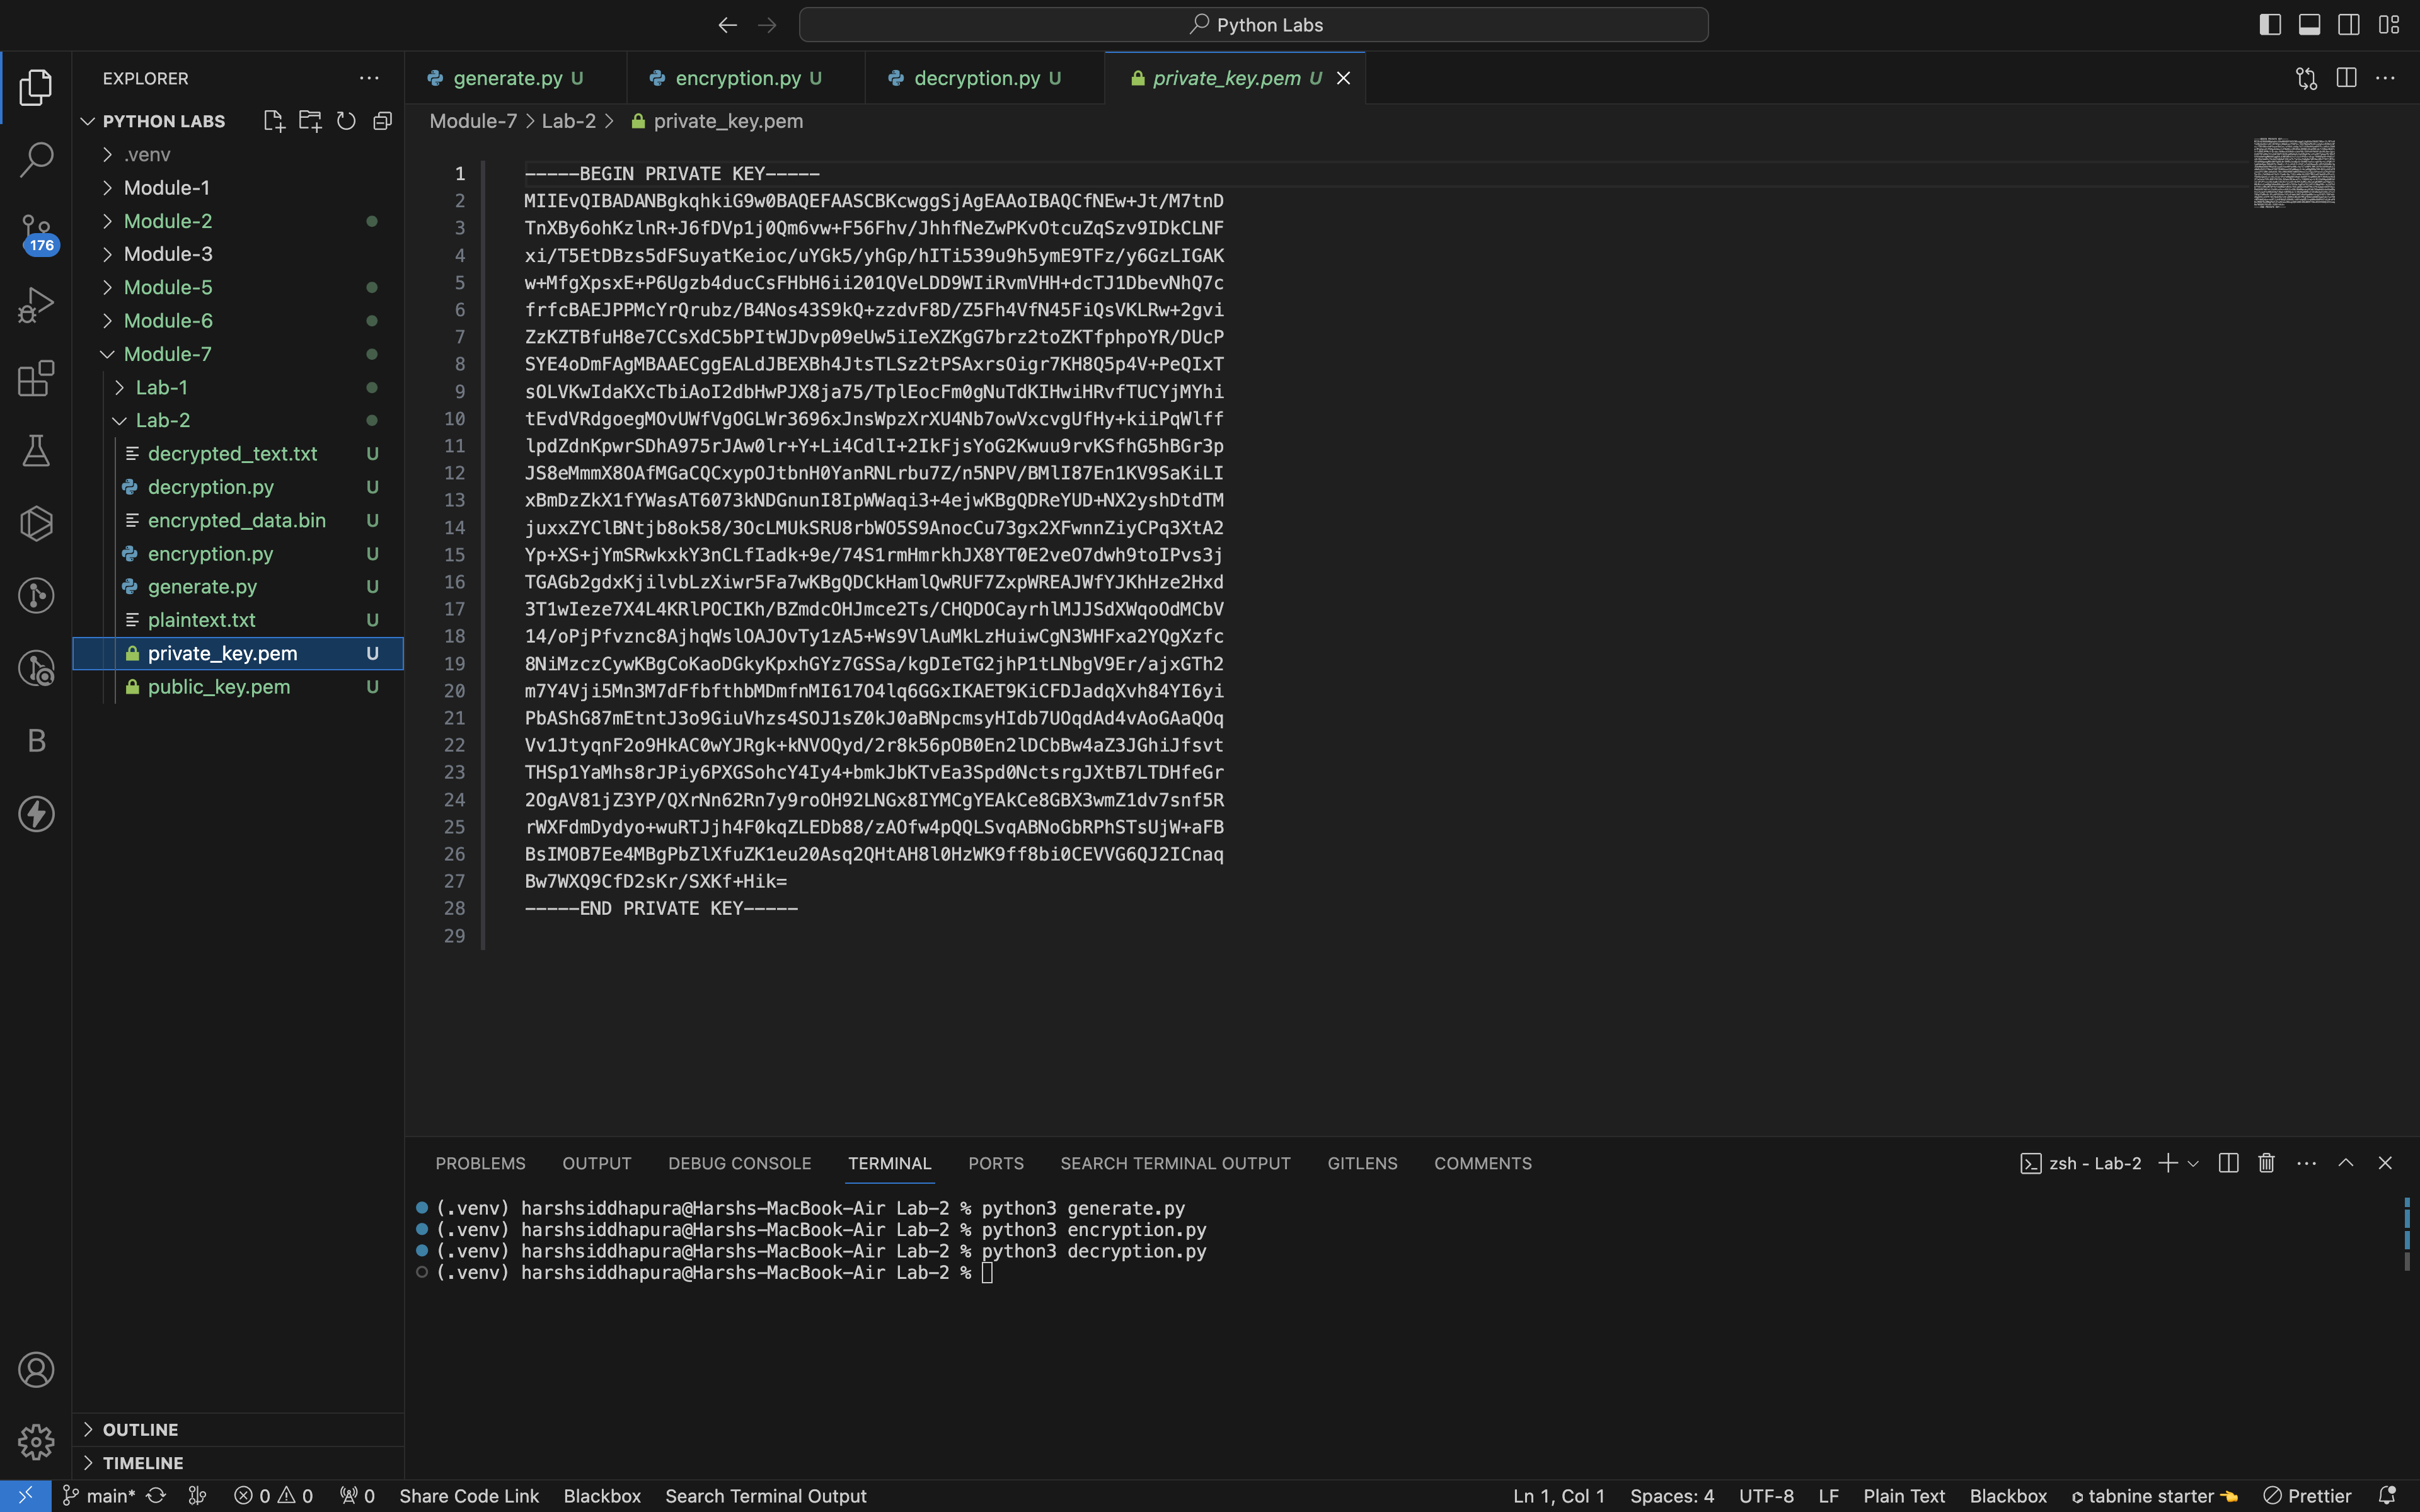 Python Labs
EXPLORER
PYTHON LABS
.venv
Module-1
Module-2
Module-3
Module-5
Module-6
Module-7
Lab-1
Lab-2
decrypted_text.txt U
decryption.py U
encrypted_data.bin U
encryption.py U
generate.py U
plaintext.txt U
private_key.pem U
public_key.pem U
176
B
OUTLINE
TIMELINE
generate.py U encryption.py U decryption.py U private_key.pem U
Module-7 > Lab-2 > private_key.pem
1 -----BEGIN PRIVATE KEY-----
2 MIIEvQIBADANBgkqhkiG9w0BAQEFAASCBKcwggSjAgEAAoIBAQCfNEw+Jt/M7tnD
3 TnXBy6ohKzlnR+J6fDVp1j0Qm6vw+F56Fhv/JhhfNeZwPKvOtcuZqSzv9IDkCLNF
4 xi/T5EtDBzs5dFSuyatKeioc/uYGk5/yhGp/hITi539u9h5ymE9TFz/y6GzLIGAK
5 w+MfgXpsxE+P6Ugzb4ducCsFHbH6ii201QVeLDD9WIiRvmVHH+dcTJ1DbevNhQ7c
6 frfcBAEJPPMcYrQrubz/B4Nos43S9kQ+zzdvF8D/Z5Fh4VfN45FiQsVKLRw+2gvi
7 ZzKZTBfuH8e7CCsXdC5bPItWJDvp09eUw5iIeXZKgG7brz2toZKTfphpoYR/DUcP
8 SYE4oDmFAgMBAAECggEALdJBEXBh4JtsTLSz2tPSAxrsOigr7KH8Q5p4V+PeQIxT
9 sOLVKwIdaKXcTbiAoI2dbHwPJX8ja75/TplEocFm0gNuTdKIHwiHRvfTUCYjMYhi
10 tEvdVRdgoegMOvUWfVgOGLWr3696xJnsWpzXrXU4Nb7owVxcvgUfHy+kiiPqWlff
11 lpdZdnKpwrSDhA975rJAw0lr+Y+Li4CdlI+2IkFjsYoG2Kwuu9rvKSfhG5hBGr3p
12 JS8eMmmX8OAfMGaCQCxypOJtbnH0YanRNLrbu7Z/n5NPV/BMlI87En1KV9SaKiLI
13 xBmDzZkX1fYWasAT6073kNDGnunI8IpWWaqi3+4ejwKBgQDReYUD+NX2yshDtdTM
14 juxxZYClBNtjb8ok58/3OcLMUkSRU8rbWO5S9AnocCu73gx2XFwnnZiyCPq3XtA2
15 Yp+XS+jYmSRwkxkY3nCLfIadk+9e/74S1rmHmrkhJX8YT0E2veO7dwh9toIPvs3j
16 TGAGb2gdxKjilvbLzXiwr5Fa7wKBgQDCkHamlQwRUF7ZxpWREAJWfYJKhHze2Hxd
17 3T1wIeze7X4L4KRlPOCIKh/BZmdcOHJmce2Ts/CHQDOCayrhlMJJSdXWqoOdMCbV
18 14/oPjPfvznc8AjhqWslOAJOvTy1zA5+Ws9VlAuMkLzHuiwCgN3WHFxa2YQgXzfc
19 8NiMzczCywKBgCoKaoDGkyKpxhGYz7GSSa/kgDIeTG2jhP1tLNbgV9Er/ajxGTh2
20 m7Y4Vji5Mn3M7dFfbfthbMDmfnMI617O4lq6GGxIKAET9KiCFDJadqXvh84YI6yi
21 PbAShG87mEtntJ3o9GiuVhzs4SOJ1sZ0kJ0aBNpcmsyHIdb7UOqdAd4vAoGAaQOq
22 Vv1JtyqnF2o9HkAC0wYJRgk+kNVOQyd/2r8k56pOB0En2lDCbBw4aZ3JGhiJfsvt
23 THSp1YaMhs8rJPiy6PXGSohcY4Iy4+bmkJbKTvEa3Spd0NctsrgJXtB7LTDHfeGr
24 2OgAV81jZ3YP/QXrNn62Rn7y9roOH92LNGx8IYMCgYEAkCe8GBX3wmZ1dv7snf5R
25 rWXFdmDydyo+wuRTJjh4F0kqZLEDb88/zAOfw4pQQLSvqABNoGbRPhSTsUjW+aFB
26 BsIMOB7Ee4MBgPbZlXfuZK1eu20Asq2QHtAH8l0HzWK9ff8bi0CEVVG6QJ2ICnaq
27 Bw7WXQ9CfD2sKr/SXKf+Hik=
28 -----END PRIVATE KEY-----
29
PROBLEMS OUTPUT DEBUG CONSOLE TERMINAL PORTS SEARCH TERMINAL OUTPUT GITLENS COMMENTS zsh - Lab-2
(.venv) harshsiddhapura@Harshs-MacBook-Air Lab-2 % python3 generate.py
(.venv) harshsiddhapura@Harshs-MacBook-Air Lab-2 % python3 encryption.py
(.venv) harshsiddhapura@Harshs-MacBook-Air Lab-2 % python3 decryption.py
(.venv) harshsiddhapura@Harshs-MacBook-Air Lab-2 %
main* 0 0 0 Share Code Link Blackbox Search Terminal Output Ln 1, Col 1 Spaces: 4 UTF-8 LF Plain Text Blackbox tabnine starter Prettier